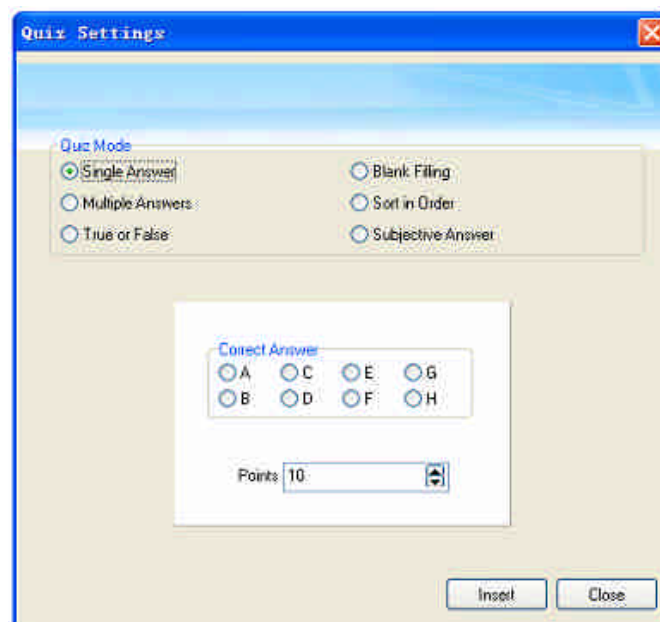 Quiz Settings
Quiz Mode
Single Answer
Blank Filling
Multiple Answers
Sort in Order
True or False
Subjective Answer
Correct Answer
A C E G
B D F H
Points 10
Insert Close